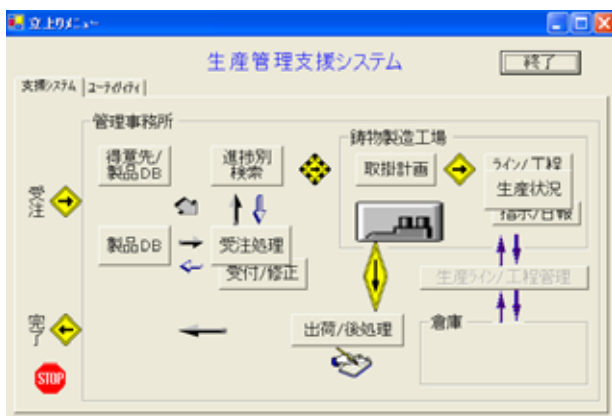 立上りメニュー
生産管理支援システム
終了
支援システム
ユーティリティ
管理事務所
得意先/
製品DB
進捗別
検索
鋳物製造工場
取掛計画
ライン/工程
生産状況
指示/日報
受注
製品DB
受注処理
受付/修正
生産ライン/工程管理
完了
出荷/後処理
倉庫
STOP